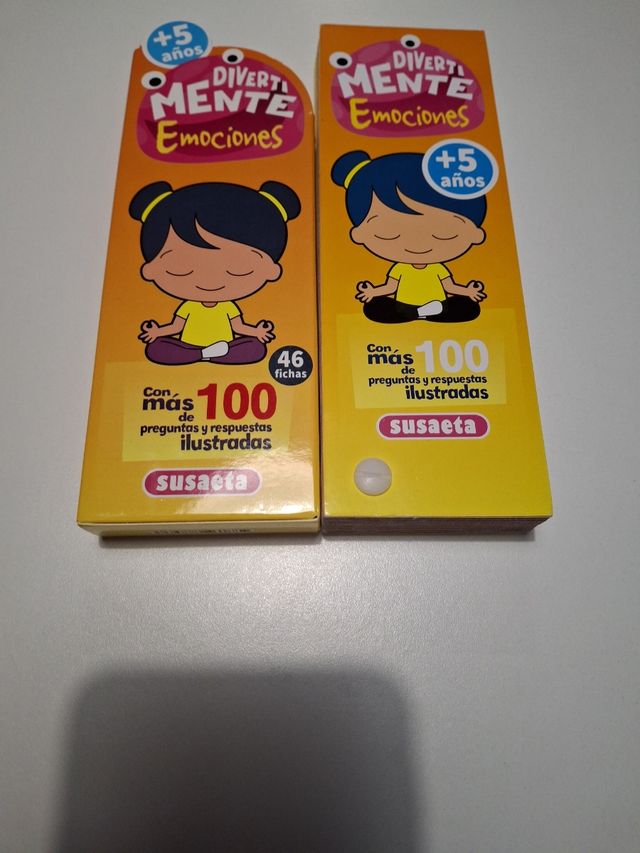 +5
años
DIVERTI
MENTE
Emociones
46
fichas
Con
más 100
de
preguntas y respuestas
ilustradas
susaeta
DIVERTI
MENTE
Emociones
+5
años
Con
más 100
de
preguntas y respuestas
ilustradas
susaeta